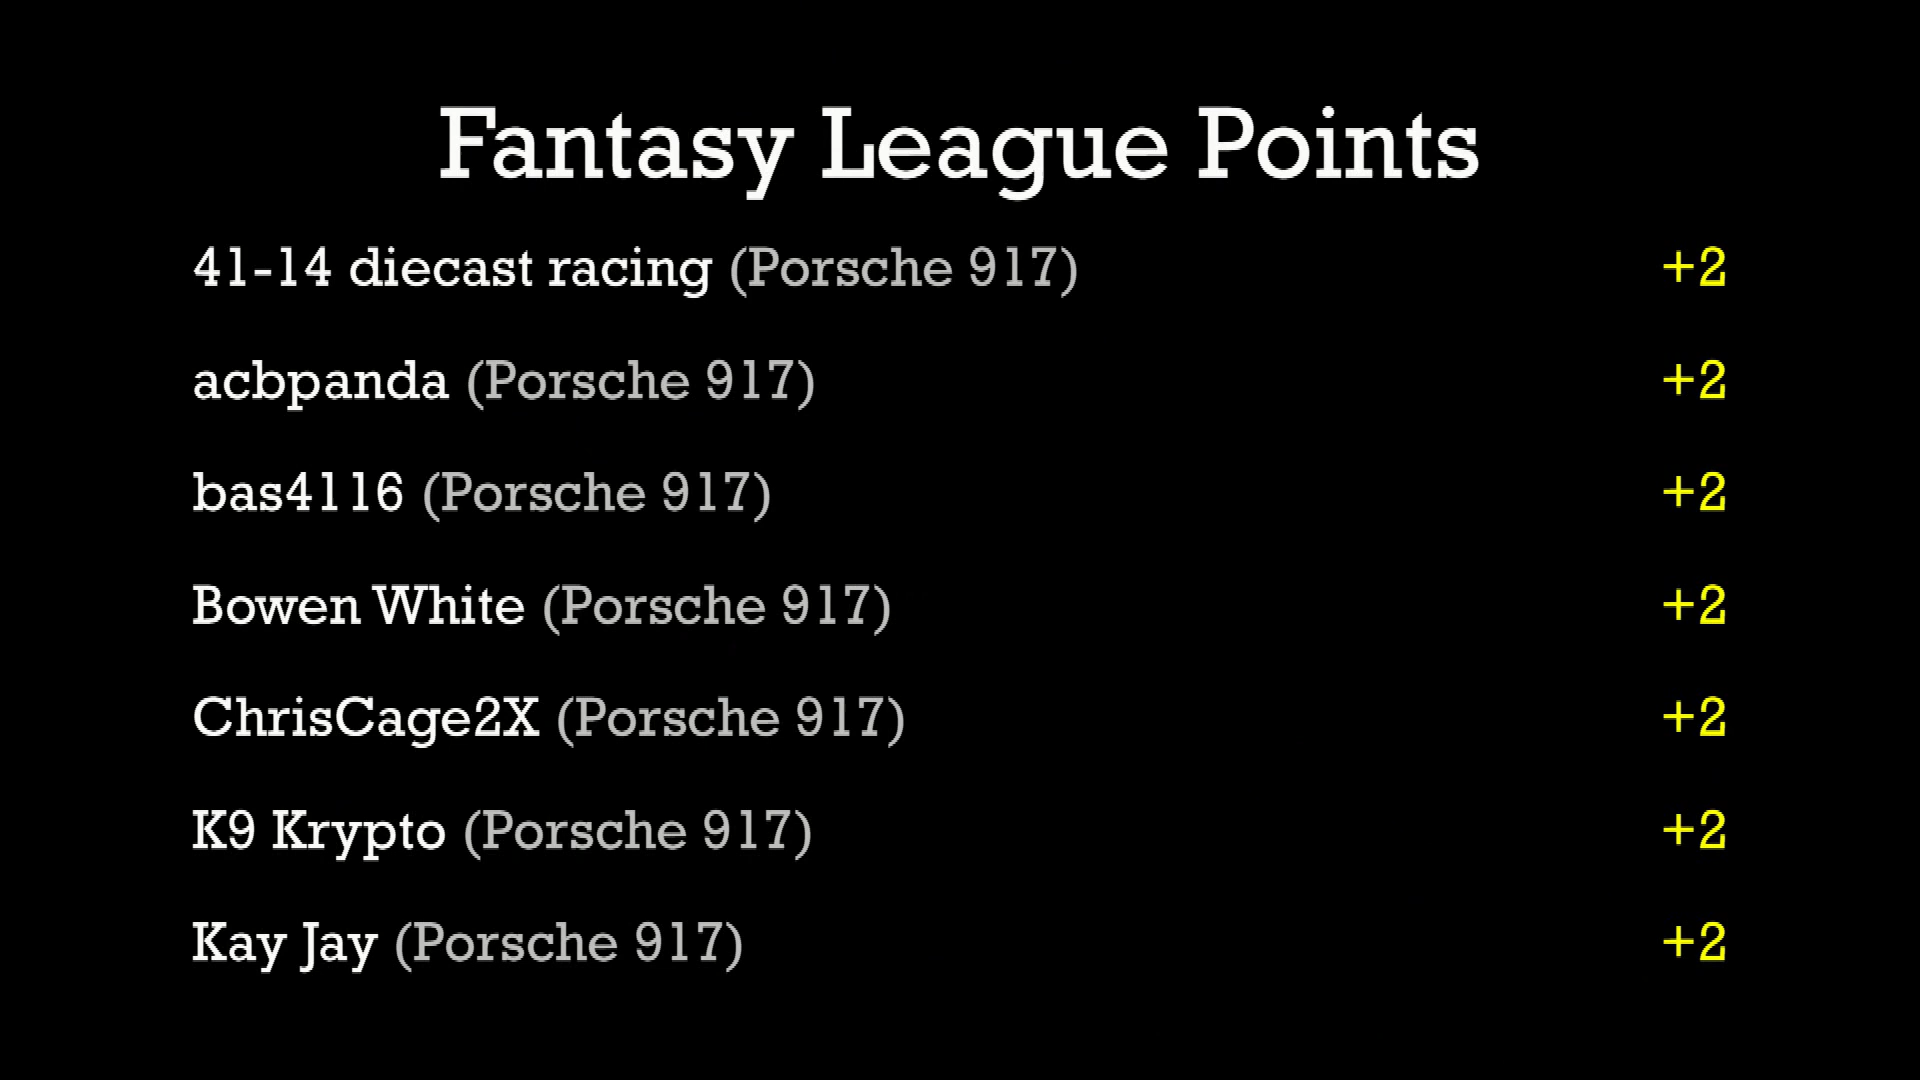 Fantasy League Points
41-14 diecast racing (Porsche 917) +2
acbpanda (Porsche 917) +2
bas4116 (Porsche 917) +2
Bowen White (Porsche 917) +2
ChrisCage2X (Porsche 917) +2
K9 Krypto (Porsche 917) +2
Kay Jay (Porsche 917) +2